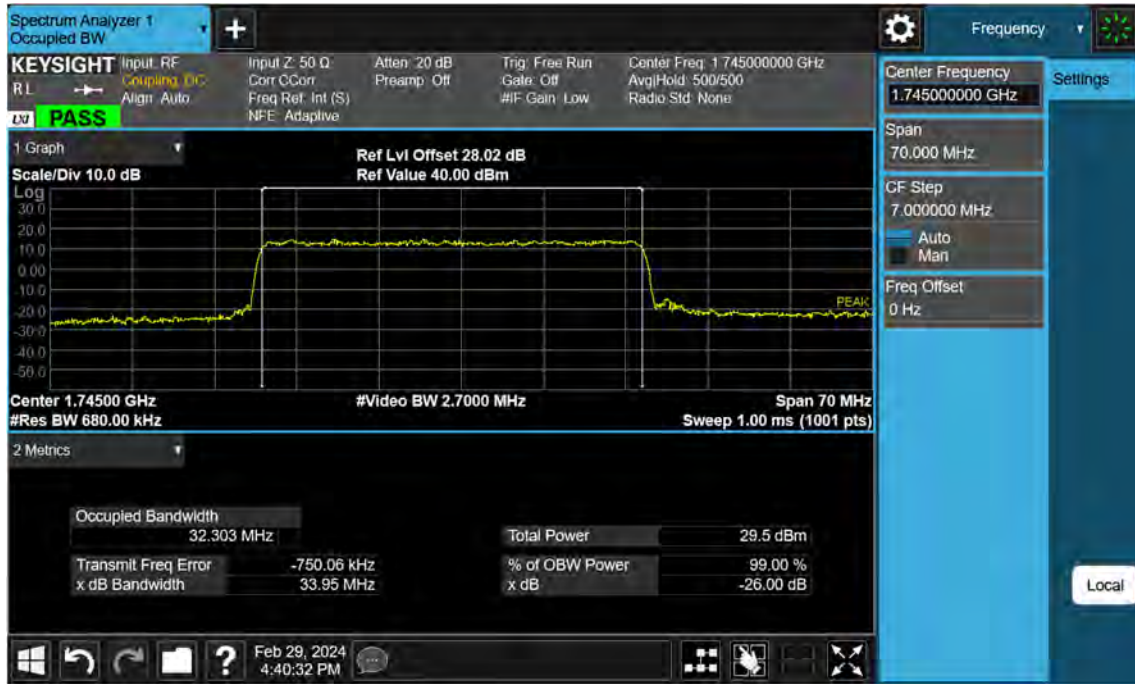 Spectrum Analyzer 1
Occupied BW
+
Frequency
KEYSIGHT
RL
LXI PASS
Input: RF
Coupling: DC
Align: Auto
Input Z: 50 Ω
Corr CCorr
Freq Ref: Int (S)
NFE: Adaptive
Atten: 20 dB
Preamp: Off
Trig: Free Run
Gate: Off
#IF Gain: Low
Center Freq: 1.745000000 GHz
Avg|Hold: 500/500
Radio Std: None
Center Frequency
1.745000000 GHz
Settings
Span
70.000 MHz
CF Step
7.000000 MHz
Auto
Man
Freq Offset
0 Hz
1 Graph
Scale/Div 10.0 dB
Ref Lvl Offset 28.02 dB
Ref Value 40.00 dBm
Log
30.0
20.0
10.0
0.00
-10.0
-20.0
-30.0
-40.0
-50.0
PEAK
Center 1.74500 GHz
#Video BW 2.7000 MHz
Span 70 MHz
#Res BW 680.00 kHz
Sweep 1.00 ms (1001 pts)
2 Metrics
Occupied Bandwidth
32.303 MHz
Total Power 29.5 dBm
Transmit Freq Error -750.06 kHz
% of OBW Power 99.00 %
x dB Bandwidth 33.95 MHz
x dB -26.00 dB
Local
?
Feb 29, 2024
4:40:32 PM